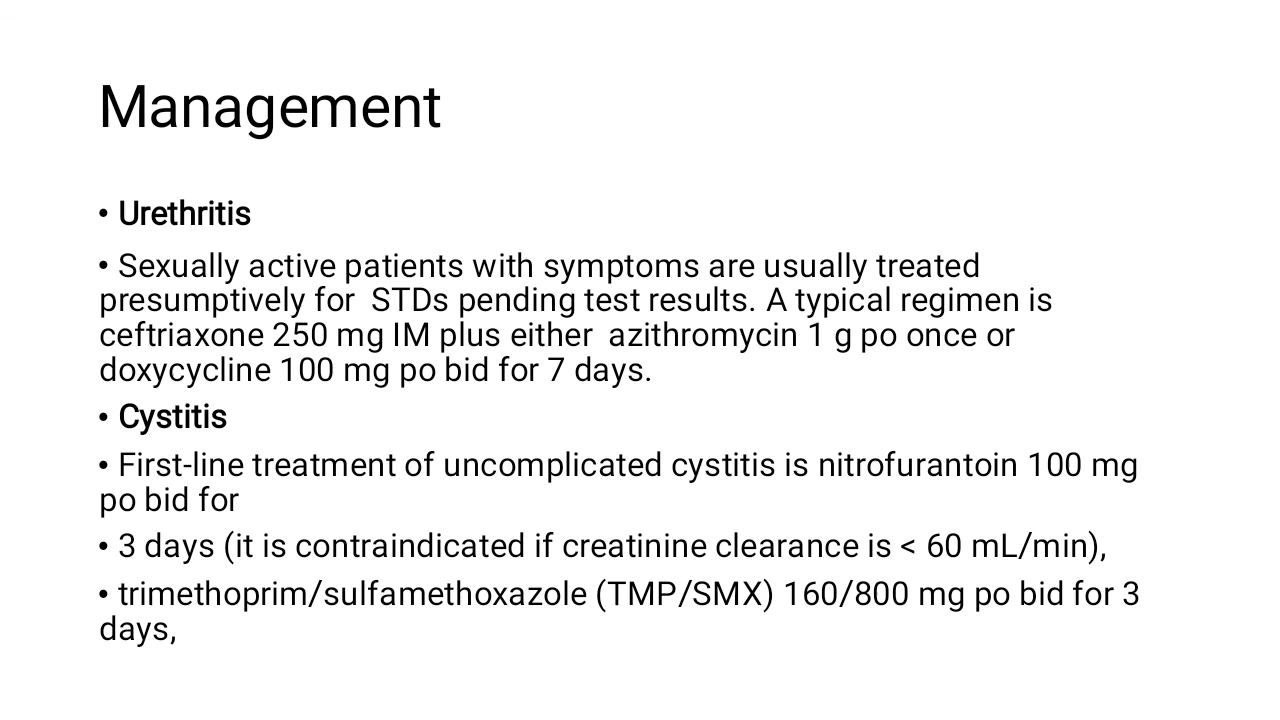 Management
• Urethritis
• Sexually active patients with symptoms are usually treated
presumptively for  STDs pending test results. A typical regimen is
ceftriaxone 250 mg IM plus either  azithromycin 1 g po once or
doxycycline 100 mg po bid for 7 days.
• Cystitis
• First-line treatment of uncomplicated cystitis is nitrofurantoin 100 mg
po bid for
• 3 days (it is contraindicated if creatinine clearance is < 60 mL/min),
• trimethoprim/sulfamethoxazole (TMP/SMX) 160/800 mg po bid for 3
days,